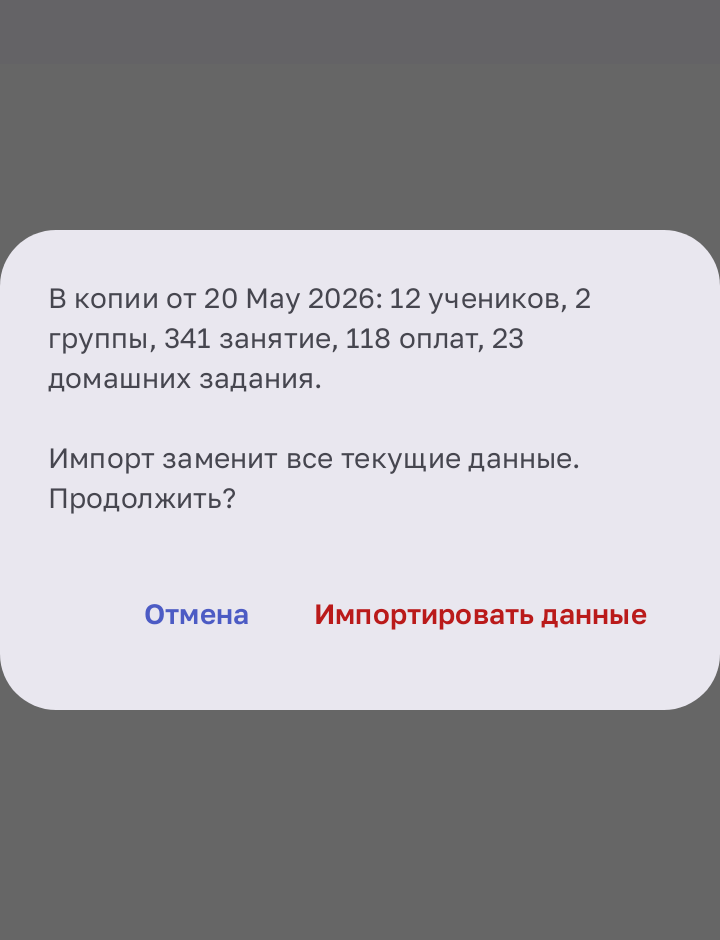 В копии от 20 May 2026: 12 учеников, 2
группы, 341 занятие, 118 оплат, 23
домашних задания.
Импорт заменит все текущие данные.
Продолжить?
Отмена
Импортировать данные